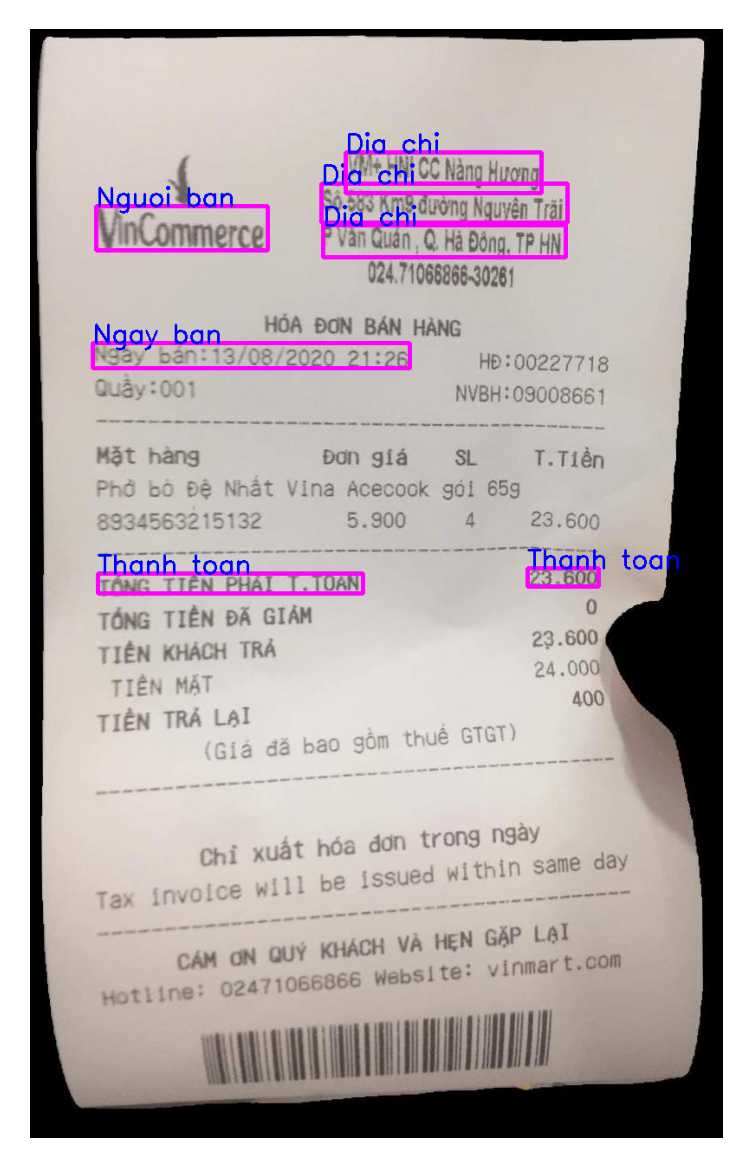 Dia chi
VM+ HNI CC Nàng Hương
Dia chi
Số 583 Km9 đường Nguyễn Trãi
Nguoi ban
Dia chi
VinCommerce
P Văn Quán , Q. Hà Đông, TP HN
024.71066866-30261
HÓA ĐƠN BÁN HÀNG
Ngay ban
Ngày bán:13/08/2020 21:26 HĐ:00227718
Quầy:001 NVBH:09008661
Mặt hàng Đơn giá SL T.Tiền
Phở bò Đệ Nhất Vina Acecook gói 65g
8934563215132 5.900 4 23.600
Thanh toan Thanh toan
TỔNG TIỀN PHẢI T.TOÁN 23.600
TỔNG TIỀN ĐÃ GIẢM 0
TIỀN KHÁCH TRẢ 23.600
TIỀN MẶT 24.000
TIỀN TRẢ LẠI 400
(Giá đã bao gồm thuế GTGT)
Chỉ xuất hóa đơn trong ngày
Tax invoice will be issued within same day
CẢM ƠN QUÝ KHÁCH VÀ HẸN GẶP LẠI
Hotline: 02471066866 Website: vinmart.com